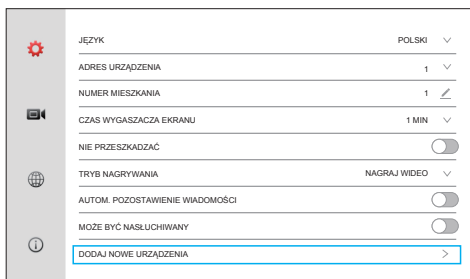 JĘZYK POLSKI
ADRES URZĄDZENIA 1
NUMER MIESZKANIA 1
CZAS WYGASZACZA EKRANU 1 MIN
NIE PRZESZKADZAĆ
TRYB NAGRYWANIA NAGRAJ WIDEO
AUTOM. POZOSTAWIENIE WIADOMOŚCI
MOŻE BYĆ NASŁUCHIWANY
DODAJ NOWE URZĄDZENIA